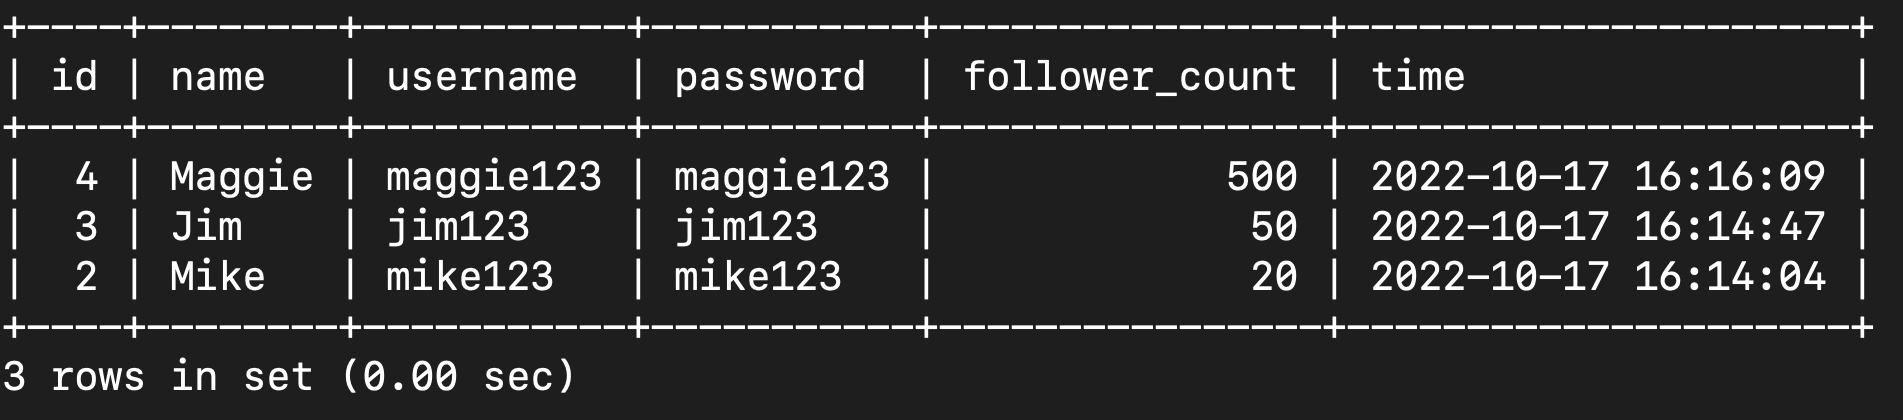 +----+--------+-----------+-----------+----------------+---------------------+
| id | name   | username  | password  | follower_count | time                |
+----+--------+-----------+-----------+----------------+---------------------+
|  4 | Maggie | maggie123 | maggie123 |            500 | 2022-10-17 16:16:09 |
|  3 | Jim    | jim123    | jim123    |             50 | 2022-10-17 16:14:47 |
|  2 | Mike   | mike123   | mike123   |             20 | 2022-10-17 16:14:04 |
+----+--------+-----------+-----------+----------------+---------------------+
3 rows in set (0.00 sec)